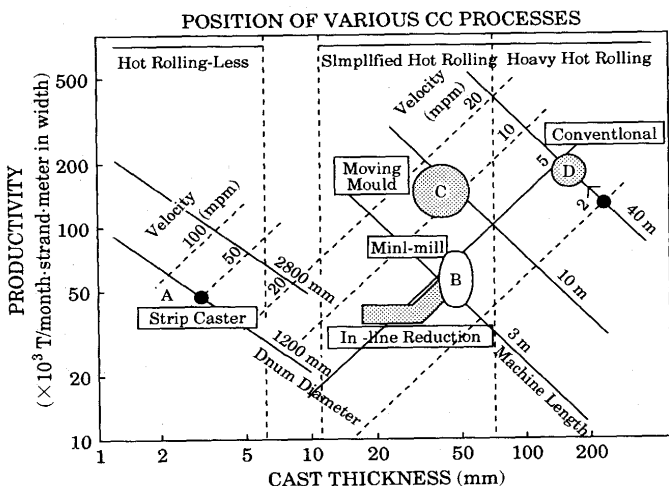 POSITION OF VARIOUS CC PROCESSES
Hot Rolling-Less
Slmpllfied Hot Rolling
Hoavy Hot Rolling
500
200
100
50
20
10
PRODUCTIVITY
(×10³ T/month·strand·meter in width)
Velocity
(mpm)
20
10
5
2
Conventlonal
D
40 m
Moving
Mould
C
Velocity (mpm)
100
50
20
2800 mm
Minl-mill
B
10 m
A
Strip Caster
In -line Reduction
1200 mm
Dnum Diameter
3 m
Machine Length
1
2
5
10
20
50
100
200
CAST THICKNESS (mm)